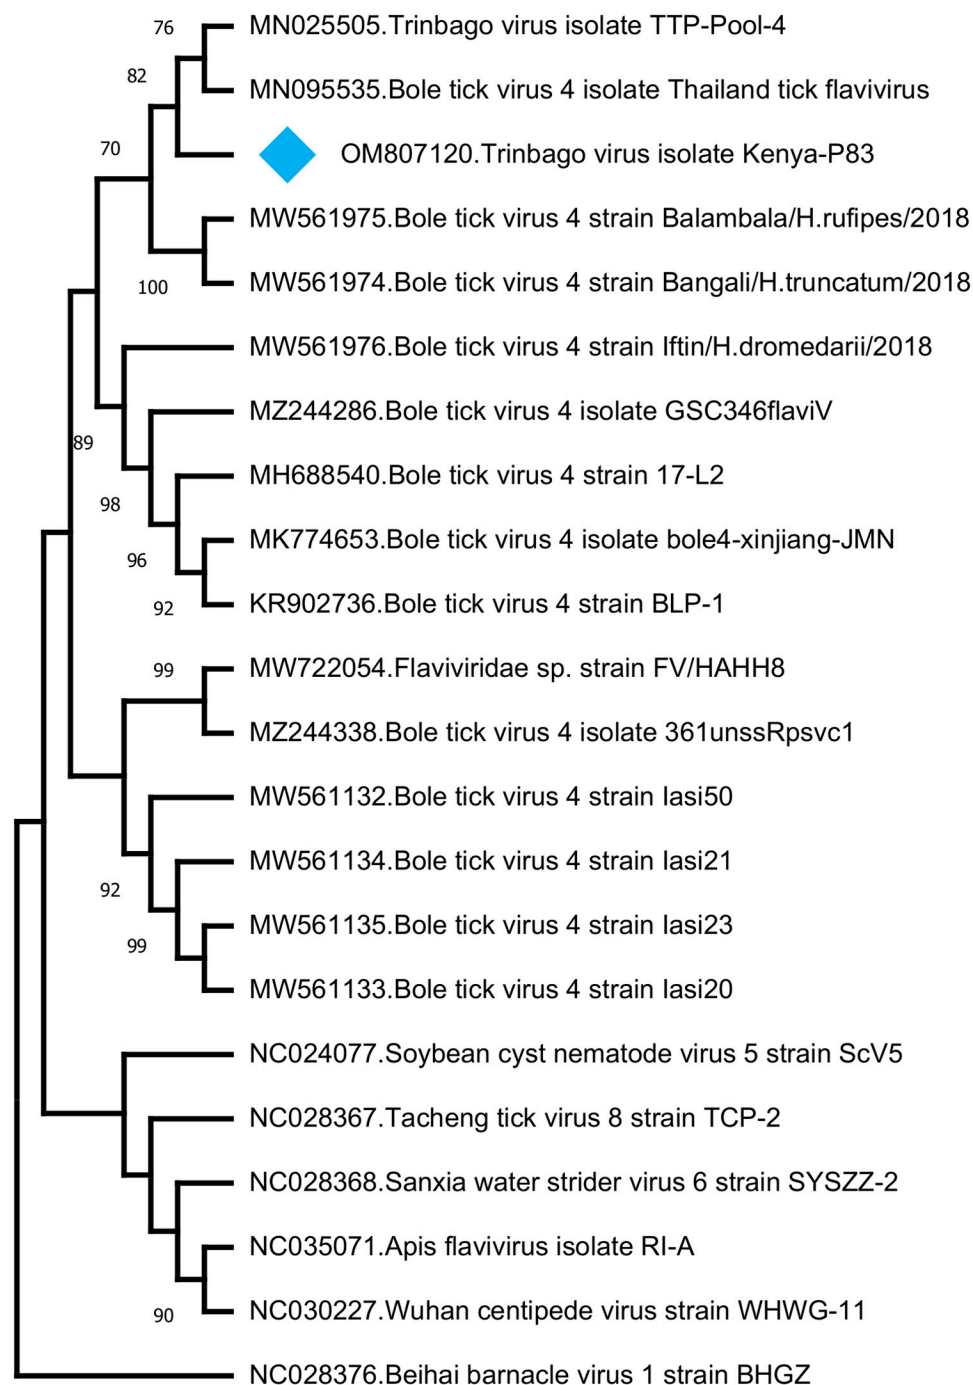 76
MN025505.Trinbago virus isolate TTP-Pool-4
82
MN095535.Bole tick virus 4 isolate Thailand tick flavivirus
70
OM807120.Trinbago virus isolate Kenya-P83
MW561975.Bole tick virus 4 strain Balambala/H.rufipes/2018
100
MW561974.Bole tick virus 4 strain Bangali/H.truncatum/2018
MW561976.Bole tick virus 4 strain Iftin/H.dromedarii/2018
MZ244286.Bole tick virus 4 isolate GSC346flaviV
89
MH688540.Bole tick virus 4 strain 17-L2
98
MK774653.Bole tick virus 4 isolate bole4-xinjiang-JMN
96
KR902736.Bole tick virus 4 strain BLP-1
92
MW722054.Flaviviridae sp. strain FV/HAHH8
99
MZ244338.Bole tick virus 4 isolate 361unssRpsvc1
MW561132.Bole tick virus 4 strain Iasi50
MW561134.Bole tick virus 4 strain Iasi21
92
MW561135.Bole tick virus 4 strain Iasi23
99
MW561133.Bole tick virus 4 strain Iasi20
NC024077.Soybean cyst nematode virus 5 strain ScV5
NC028367.Tacheng tick virus 8 strain TCP-2
NC028368.Sanxia water strider virus 6 strain SYSZZ-2
NC035071.Apis flavivirus isolate RI-A
NC030227.Wuhan centipede virus strain WHWG-11
90
NC028376.Beihai barnacle virus 1 strain BHGZ